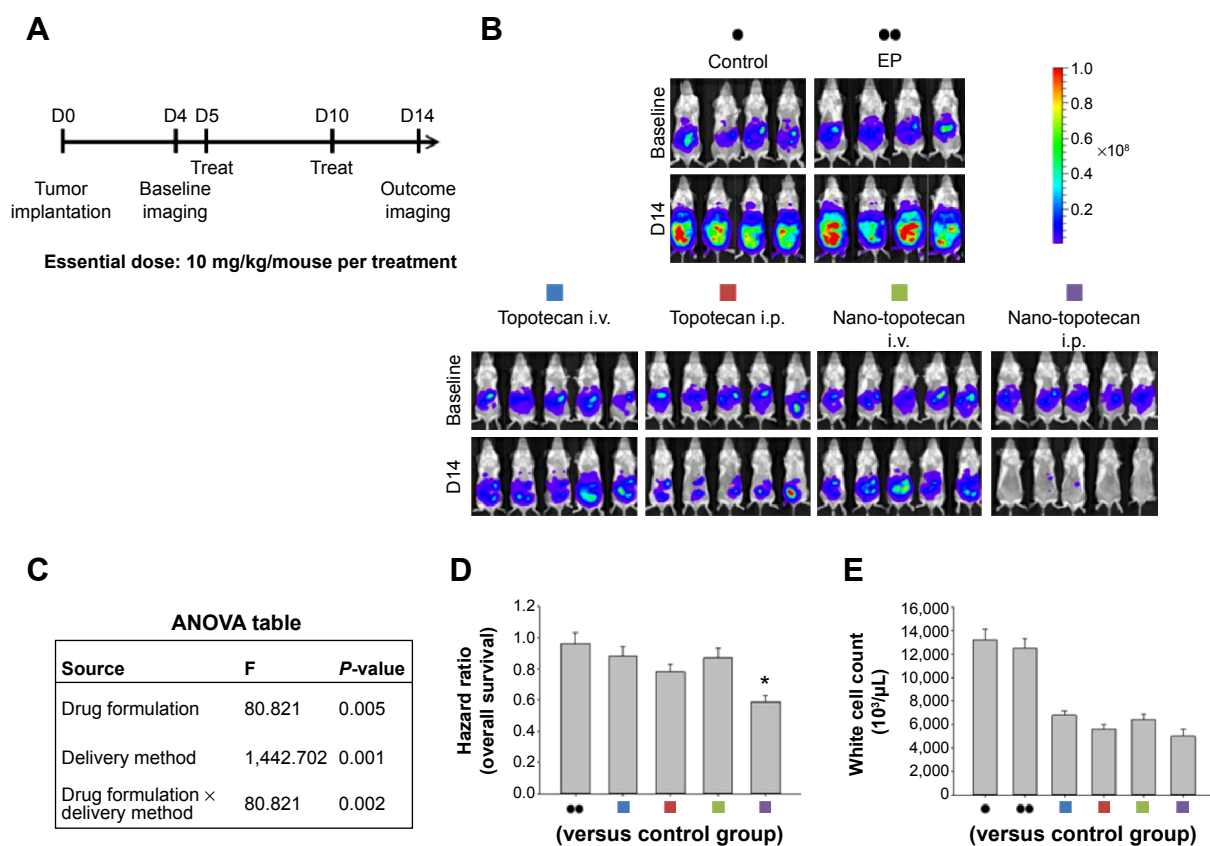 A
D0 D4 D5 D10 D14
Treat Treat
Tumor
implantation
Baseline
imaging
Outcome
imaging
Essential dose: 10 mg/kg/mouse per treatment
B
Control EP
Baseline
D14
1.0
0.8
0.6
×10⁸
0.4
0.2
Topotecan i.v. Topotecan i.p. Nano-topotecan
i.v.
Nano-topotecan
i.p.
Baseline
D14
C
ANOVA table
Source F P-value
Drug formulation 80.821 0.005
Delivery method 1,442.702 0.001
Drug formulation ×
delivery method 80.821 0.002
D
Hazard ratio
(overall survival)
1.2
1.0
0.8
0.6
0.4
0.2
0.0
*
(versus control group)
E
White cell count
(10³/µL)
16,000
14,000
12,000
10,000
8,000
6,000
4,000
2,000
0
(versus control group)